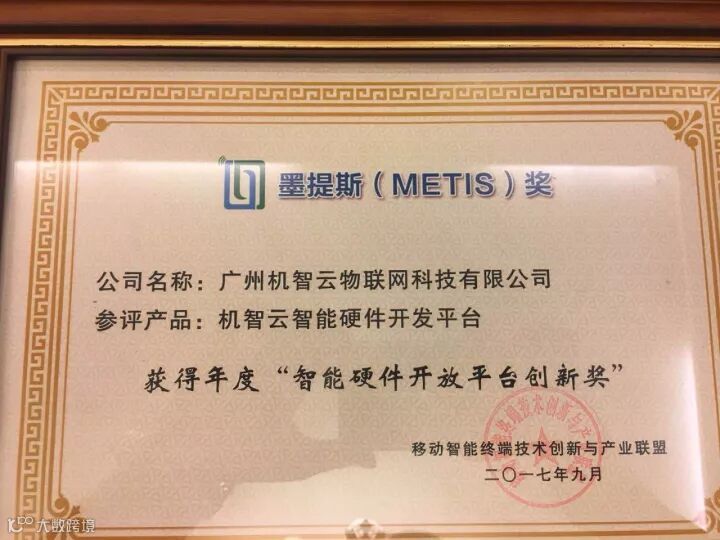 墨提斯（METIS）奖
公司名称：广州机智云物联网科技有限公司
参评产品：机智云智能硬件开发平台
获得年度“智能硬件开放平台创新奖”
移动智能终端技术创新与产业联盟
二〇一七年九月
大数跨境